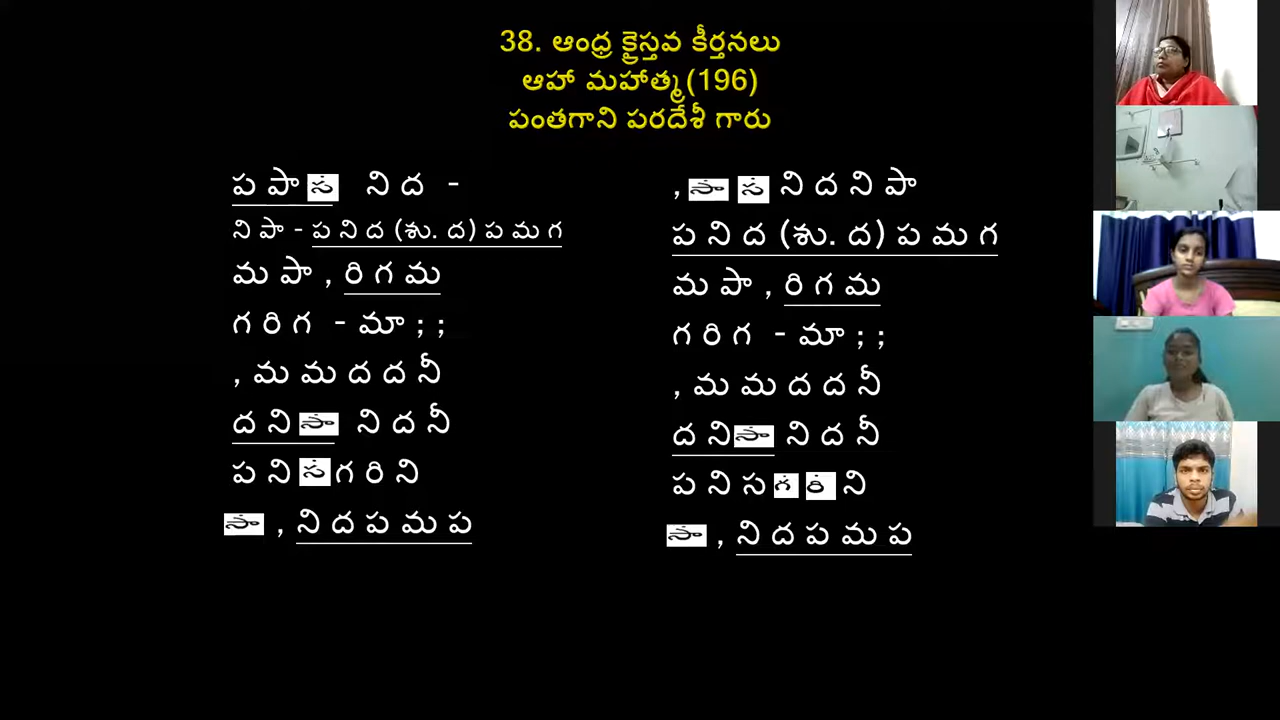 38. ఆంధ్ర క్రైస్తవ కీర్తనలు
ఆహా మహాత్మ (196)
పంతగాని పరదేశీ గారు
ప పా సం ని ద -
ని పా - ప ని ద (శు. ద) ప మ గ
మ పా , రి గ మ
గ రి గ - మా ; ;
, మ మ ద ద నీ
ద ని సా ని ద నీ
ప ని స గ రి ని
సా , ని ద ప మ ప
, సా స ని ద ని పా
ప ని ద (శు. ద) ప మ గ
మ పా , రి గ మ
గ రి గ - మా ; ;
, మ మ ద ద నీ
ద ని సా ని ద నీ
ప ని స గ రి ని
సా , ని ద ప మ ప